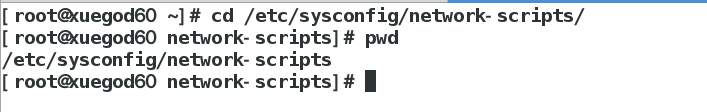 [root@xuegod60 ~]# cd /etc/sysconfig/network-scripts/
[root@xuegod60 network-scripts]# pwd
/etc/sysconfig/network-scripts
[root@xuegod60 network-scripts]#